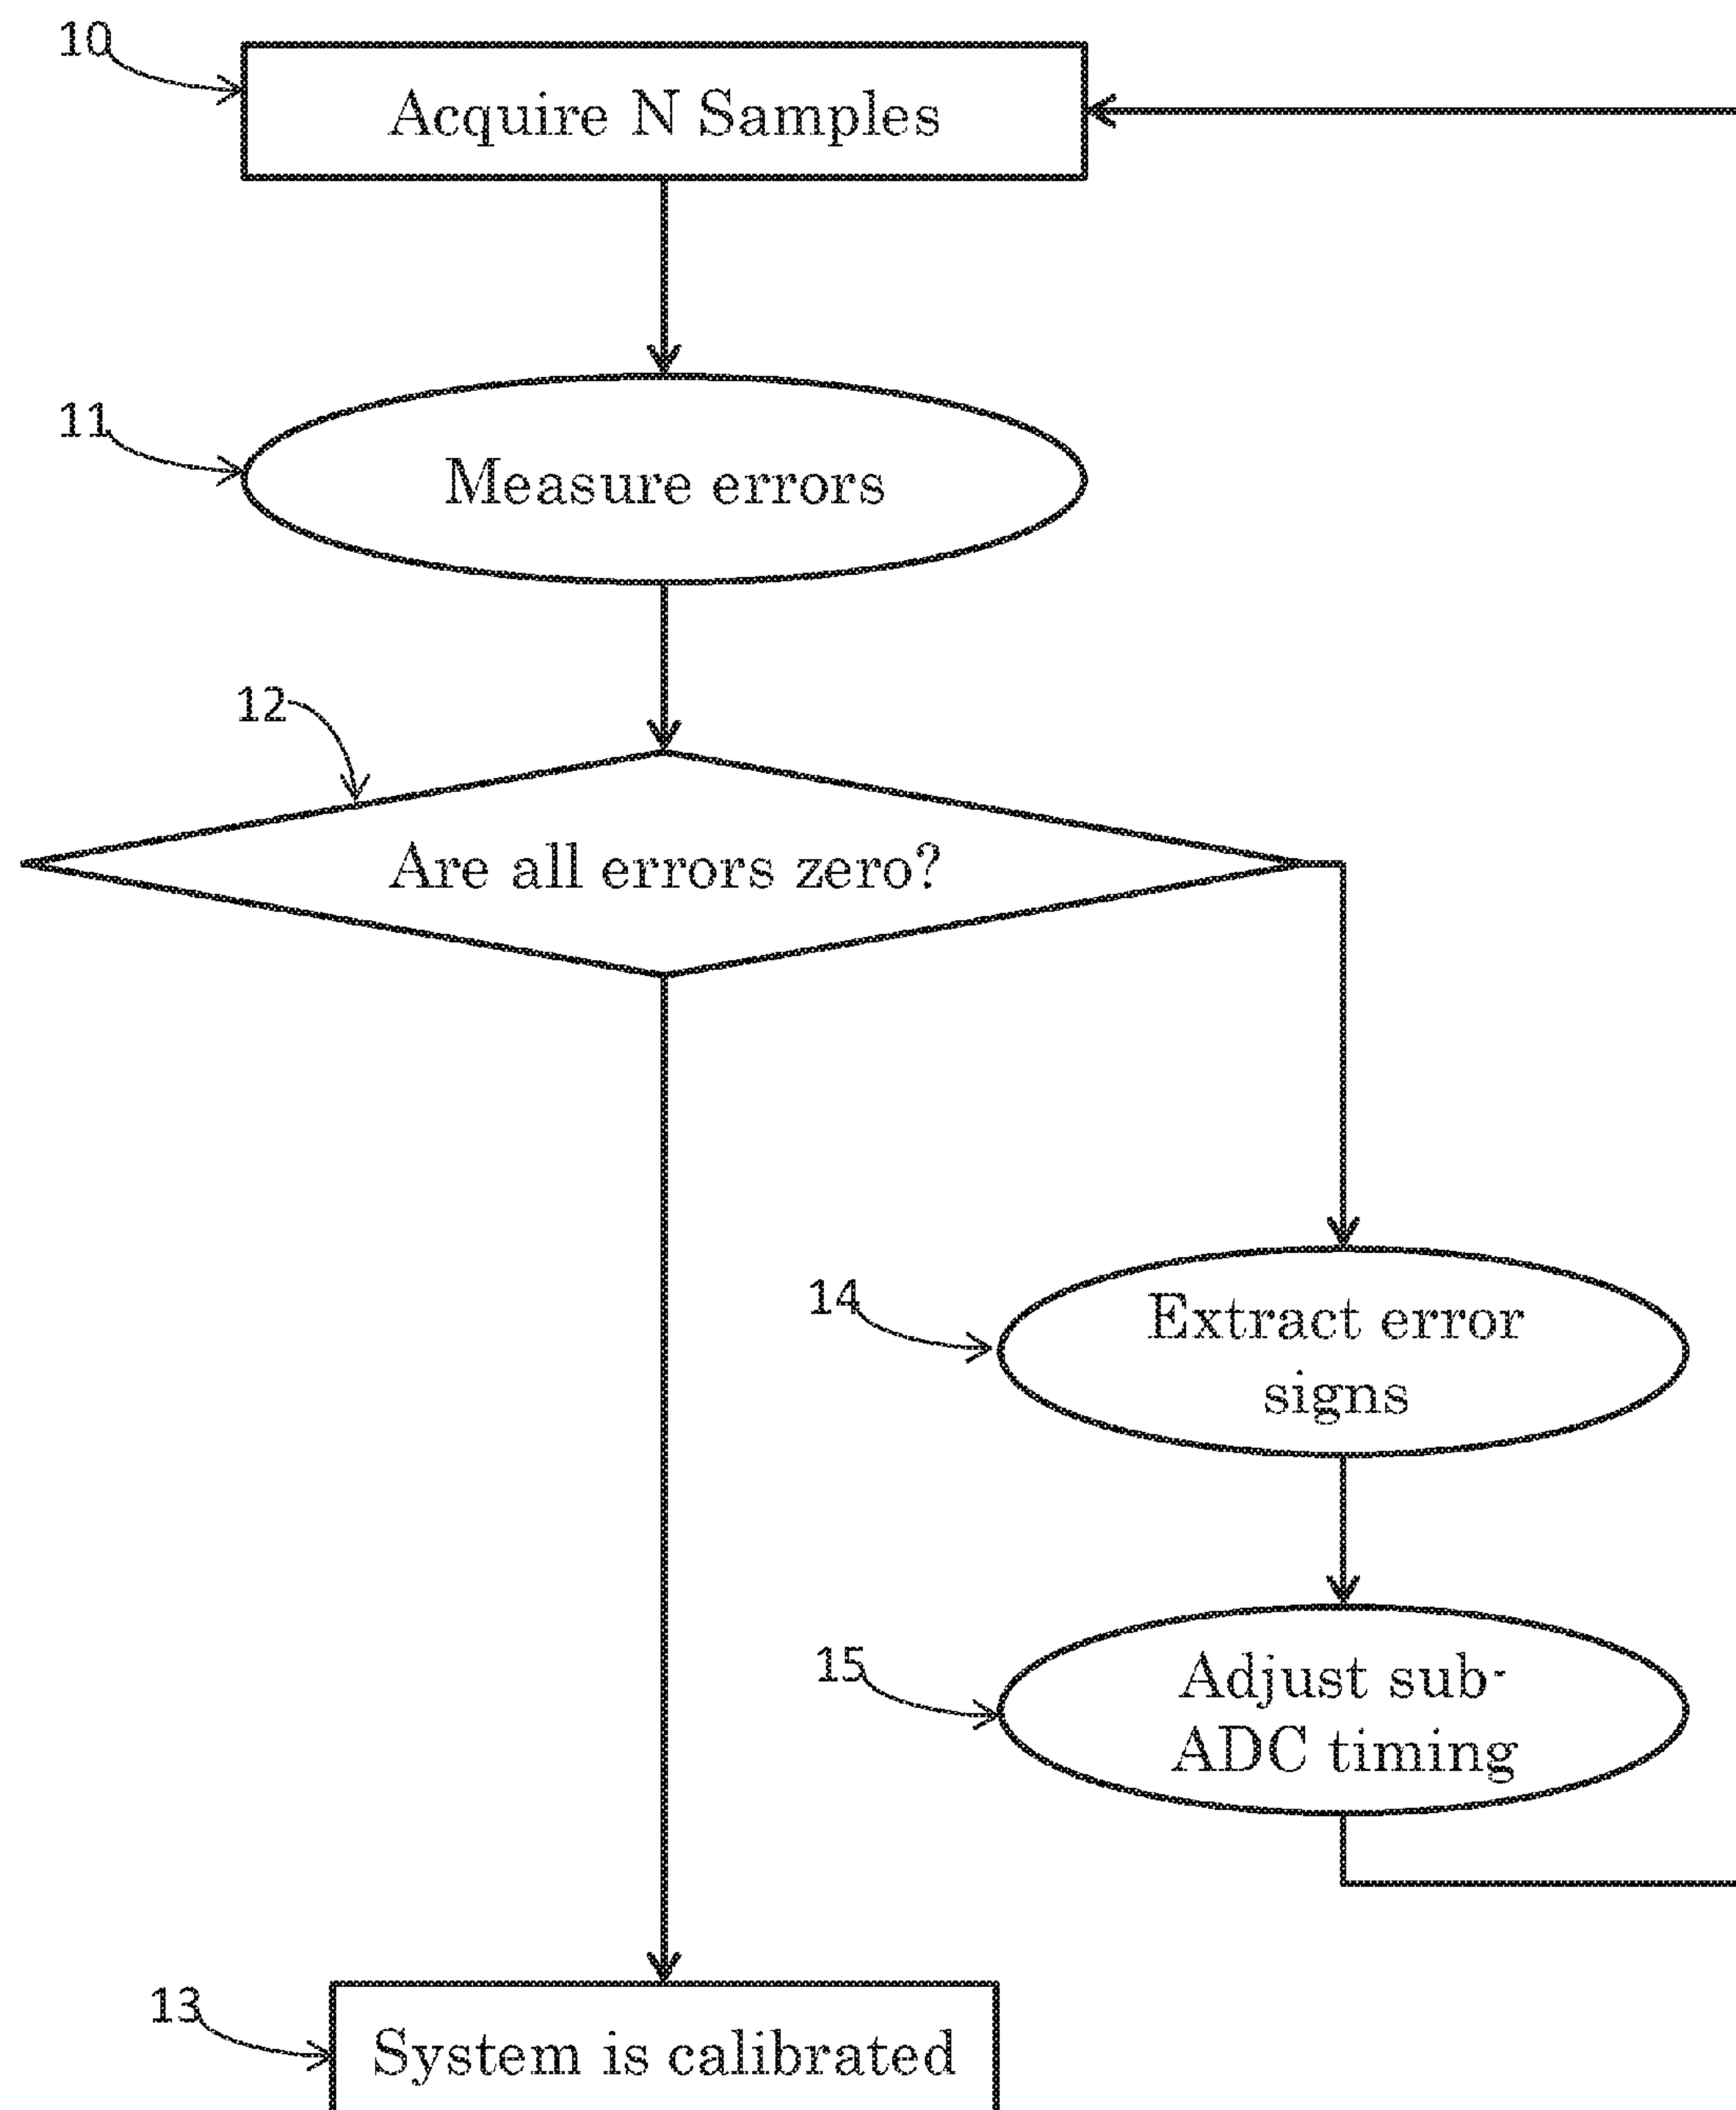 10
Acquire N Samples
11
Measure errors
12
Are all errors zero?
14
Extract error
signs
15
Adjust sub-
ADC timing
13
System is calibrated